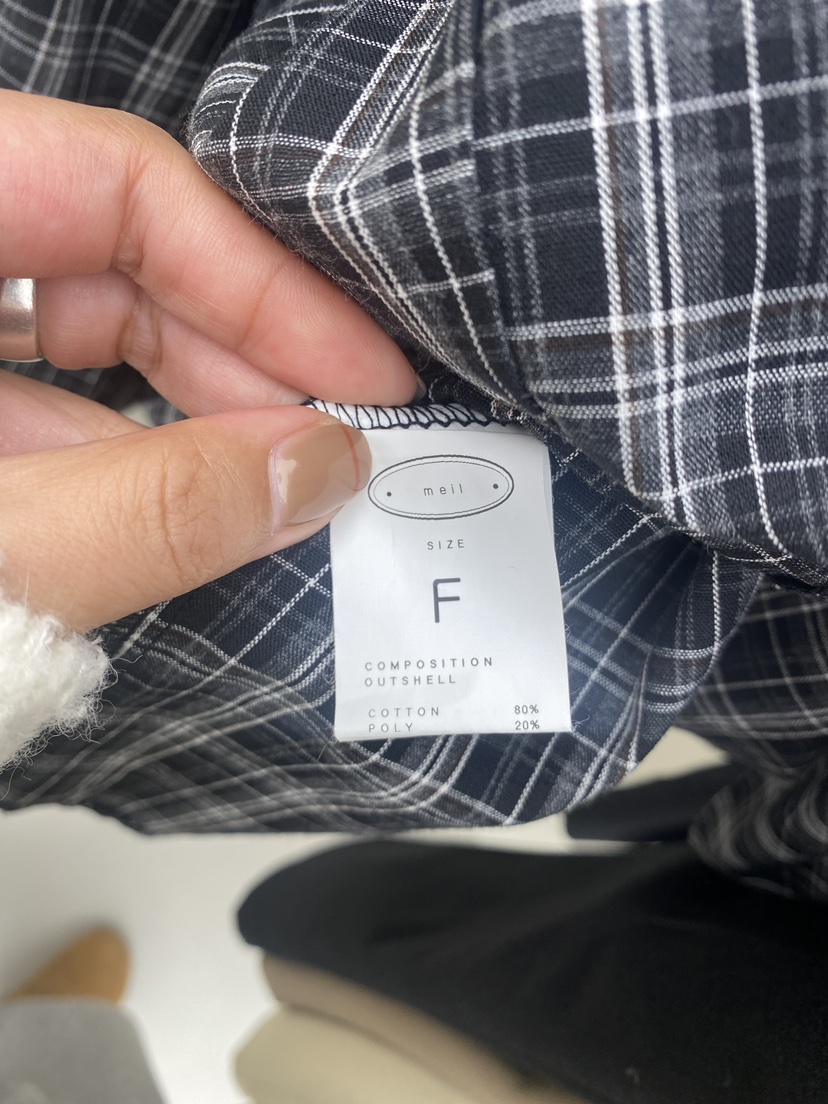 meil
SIZE
F
COMPOSITION
OUTSHELL
COTTON 80%
POLY 20%